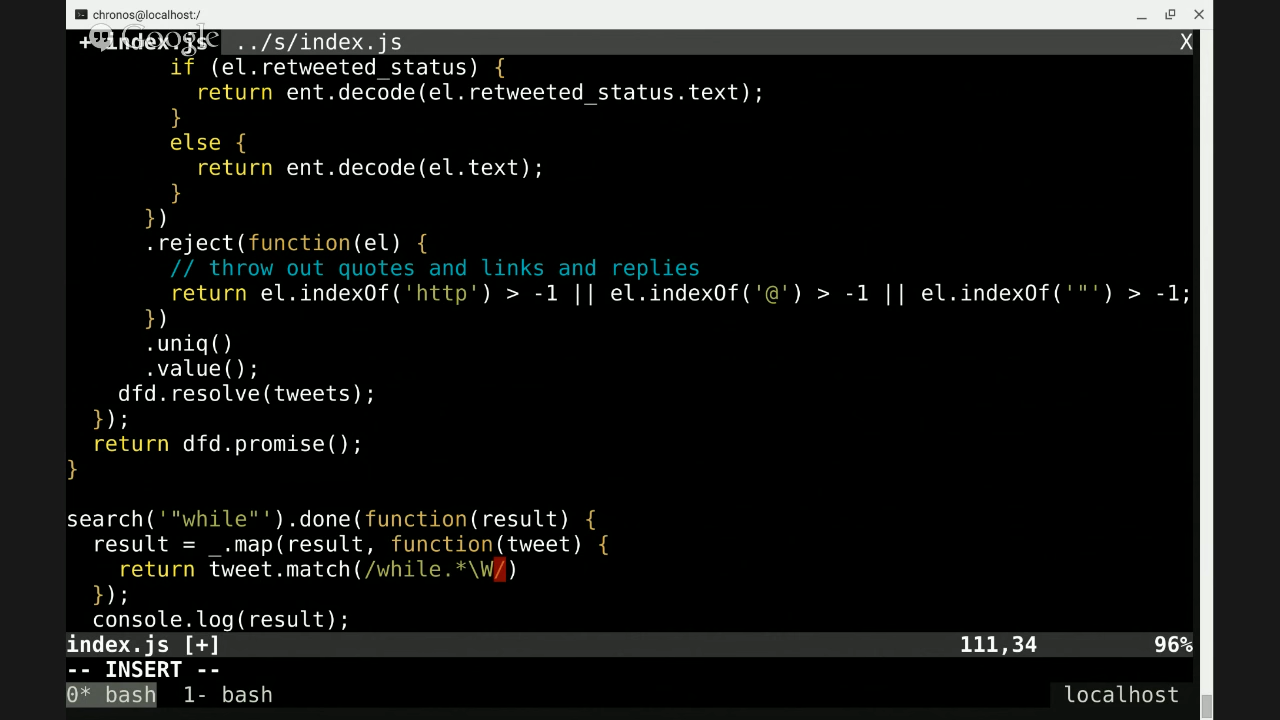 chronos@localhost:/
Google
+ index.js ../s/index.js X
if (el.retweeted_status) {
return ent.decode(el.retweeted_status.text);
}
else {
return ent.decode(el.text);
}
})
.reject(function(el) {
// throw out quotes and links and replies
return el.indexOf('http') > -1 || el.indexOf('@') > -1 || el.indexOf('"') > -1;
})
.uniq()
.value();
dfd.resolve(tweets);
});
return dfd.promise();
}
search('"while"').done(function(result) {
result = _.map(result, function(tweet) {
return tweet.match(/while.*\W/)
});
console.log(result);
index.js [+] 111,34 96%
-- INSERT --
0* bash 1- bash localhost